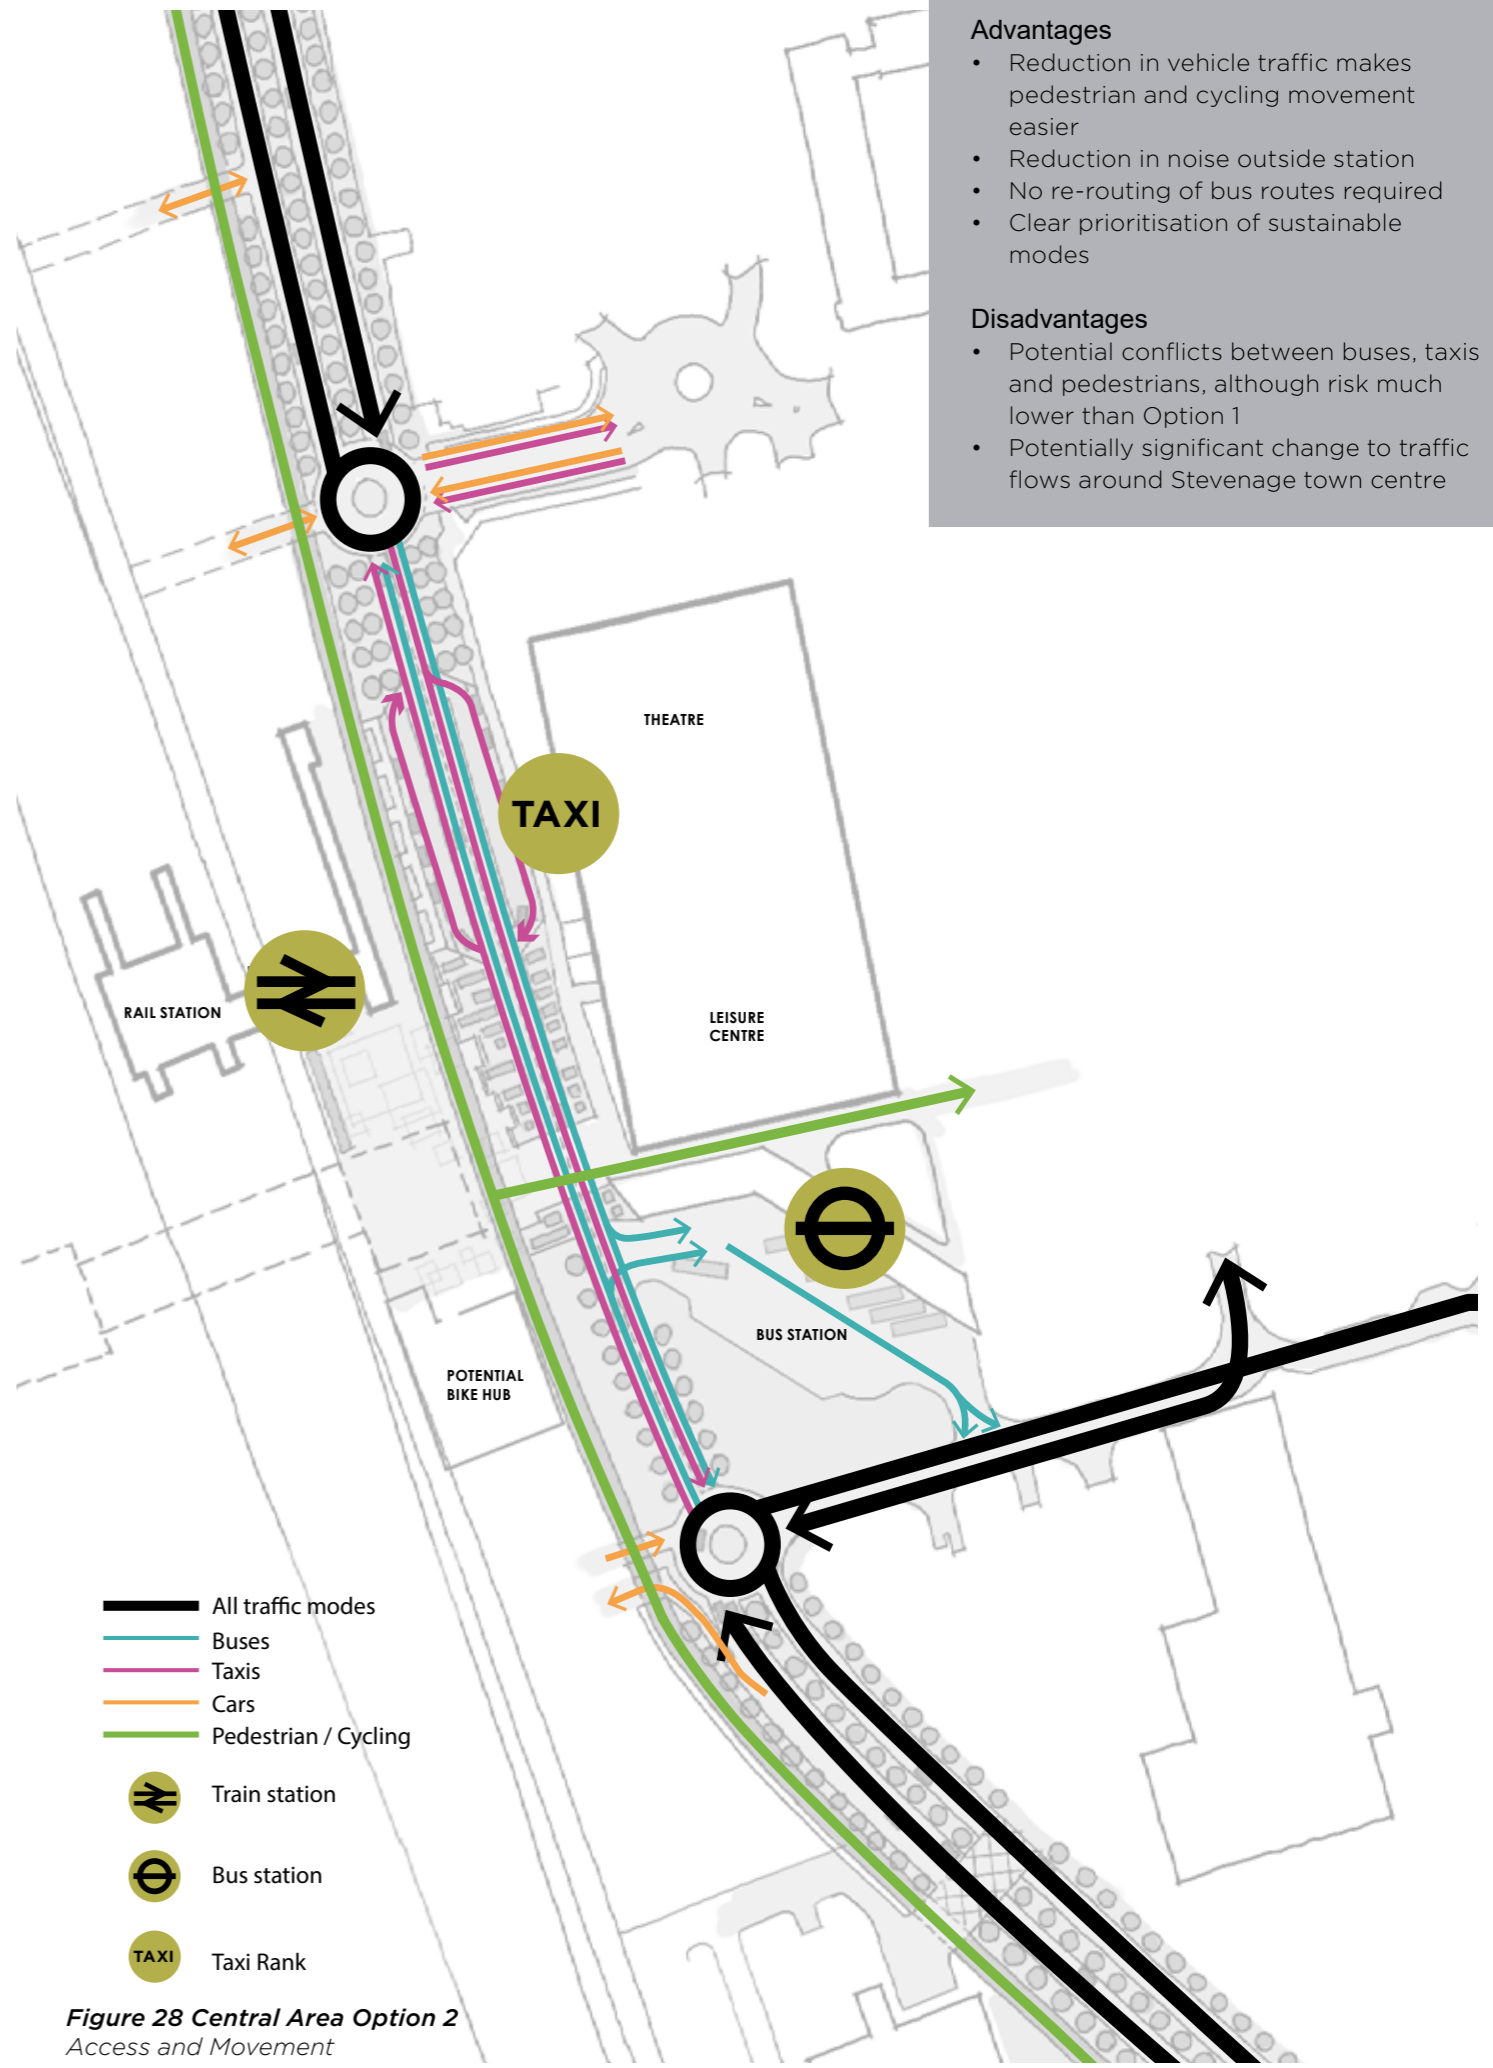 Advantages
• Reduction in vehicle traffic makes
pedestrian and cycling movement
easier
• Reduction in noise outside station
• No re-routing of bus routes required
• Clear prioritisation of sustainable
modes
Disadvantages
• Potential conflicts between buses, taxis
and pedestrians, although risk much
lower than Option 1
• Potentially significant change to traffic
flows around Stevenage town centre
THEATRE
TAXI
RAIL STATION
LEISURE
CENTRE
BUS STATION
POTENTIAL
BIKE HUB
All traffic modes
Buses
Taxis
Cars
Pedestrian / Cycling
Train station
Bus station
TAXI
Taxi Rank
Figure 28 Central Area Option 2
Access and Movement